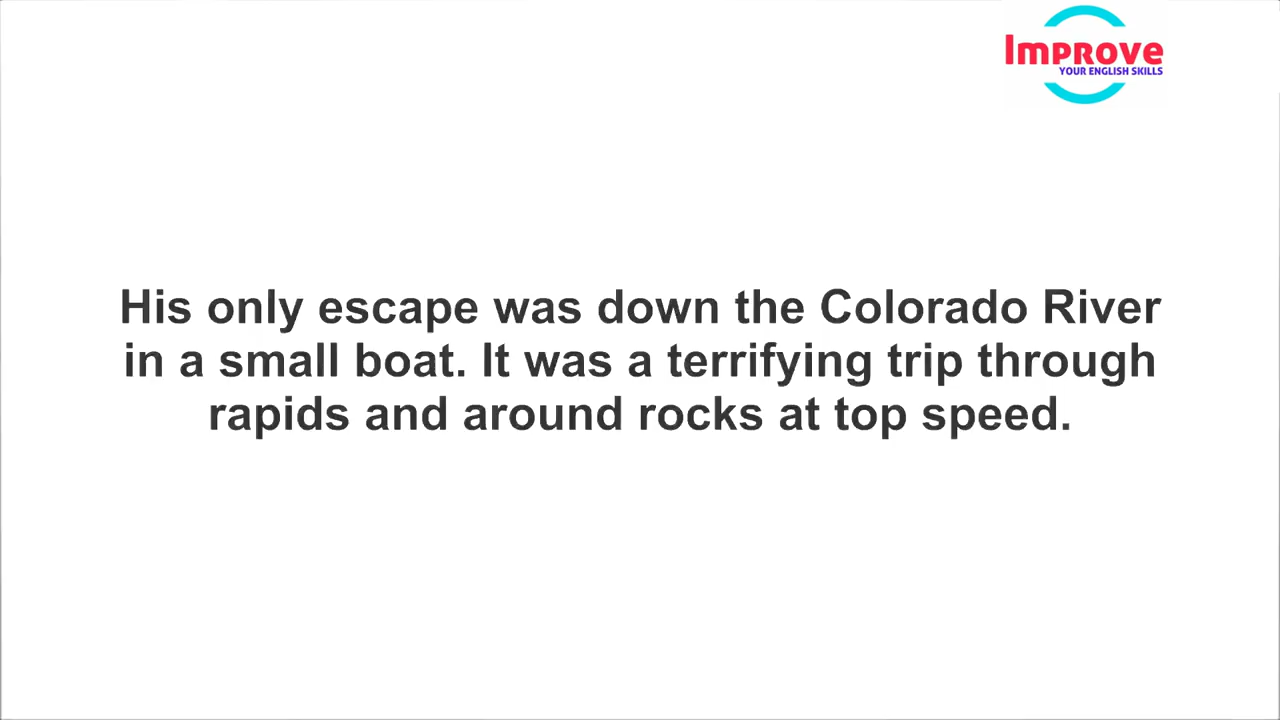 Improve
YOUR ENGLISH SKILLS
His only escape was down the Colorado River
in a small boat. It was a terrifying trip through
rapids and around rocks at top speed.